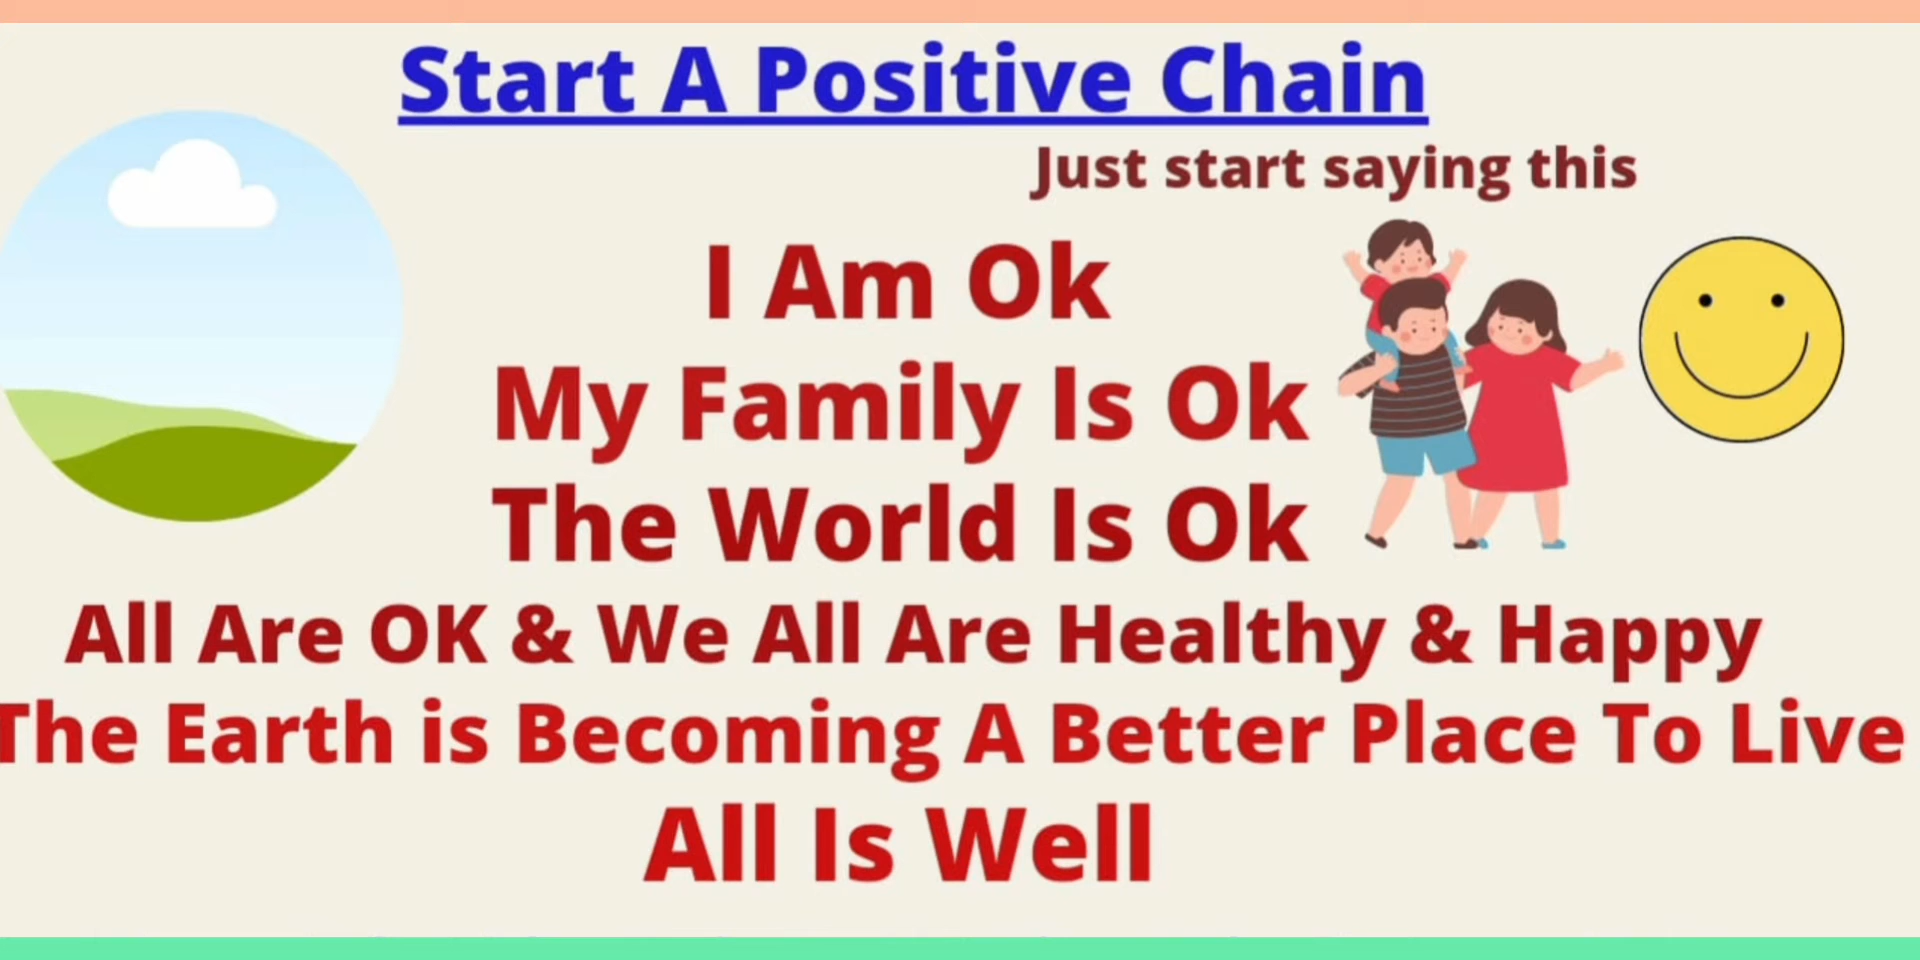 Start A Positive Chain
Just start saying this
I Am Ok
My Family Is Ok
The World Is Ok
All Are OK & We All Are Healthy & Happy
The Earth is Becoming A Better Place To Live
All Is Well